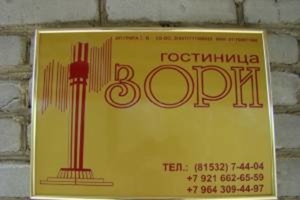 ГОСТИНИЦА
ЗОРИ
ТЕЛ.: (81532) 7-44-04
+7 921 662-65-59
+7 964 309-44-97